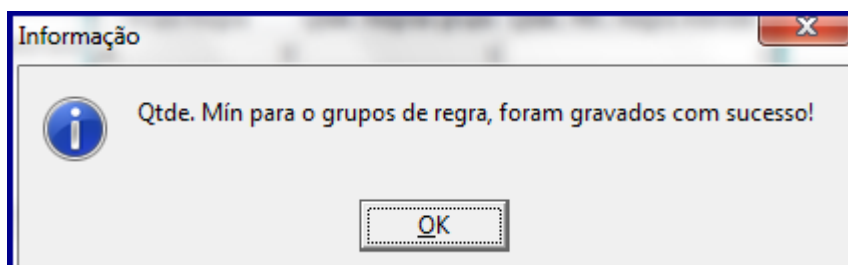 Informação
Qtde. Mín para o grupos de regra, foram gravados com sucesso!
OK